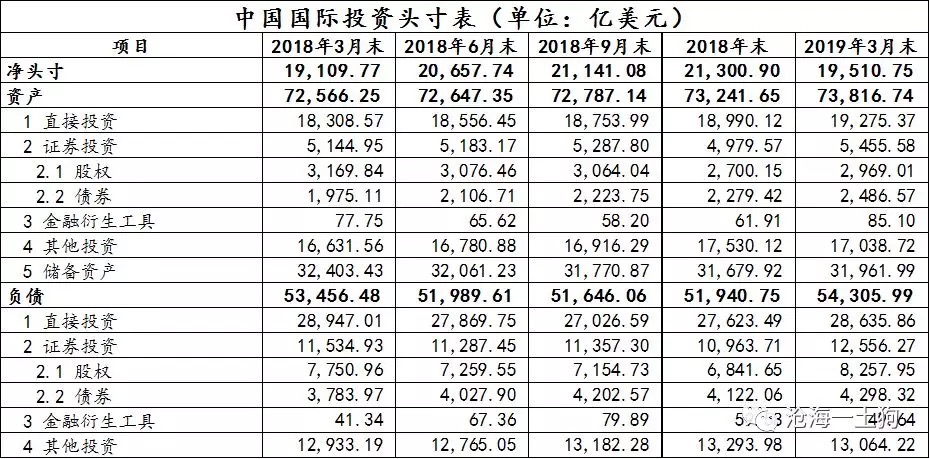 中国国际投资头寸表（单位：亿美元）
项目 2018年3月末 2018年6月末 2018年9月末 2018年末 2019年3月末
净头寸 19,109.77 20,657.74 21,141.08 21,300.90 19,510.75
资产 72,566.25 72,647.35 72,787.14 73,241.65 73,816.74
1 直接投资 18,308.57 18,556.45 18,753.99 18,990.12 19,275.37
2 证券投资 5,144.95 5,183.17 5,287.80 4,979.57 5,455.58
2.1 股权 3,169.84 3,076.46 3,064.04 2,700.15 2,969.01
2.2 债券 1,975.11 2,106.71 2,223.75 2,279.42 2,486.57
3 金融衍生工具 77.75 65.62 58.20 61.91 85.10
4 其他投资 16,631.56 16,780.88 16,916.29 17,530.12 17,038.72
5 储备资产 32,403.43 32,061.23 31,770.87 31,679.92 31,961.99
负债 53,456.48 51,989.61 51,646.06 51,940.75 54,305.99
1 直接投资 28,947.01 27,869.75 27,026.59 27,623.49 28,635.86
2 证券投资 11,534.93 11,287.45 11,357.30 10,963.71 12,556.27
2.1 股权 7,750.96 7,259.55 7,154.73 6,841.65 8,257.95
2.2 债券 3,783.97 4,027.90 4,202.57 4,122.06 4,298.32
3 金融衍生工具 41.34 67.36 79.89
沧海一土狗
4 其他投资 12,933.19 12,765.05 13,182.28 13,293.98 13,064.22